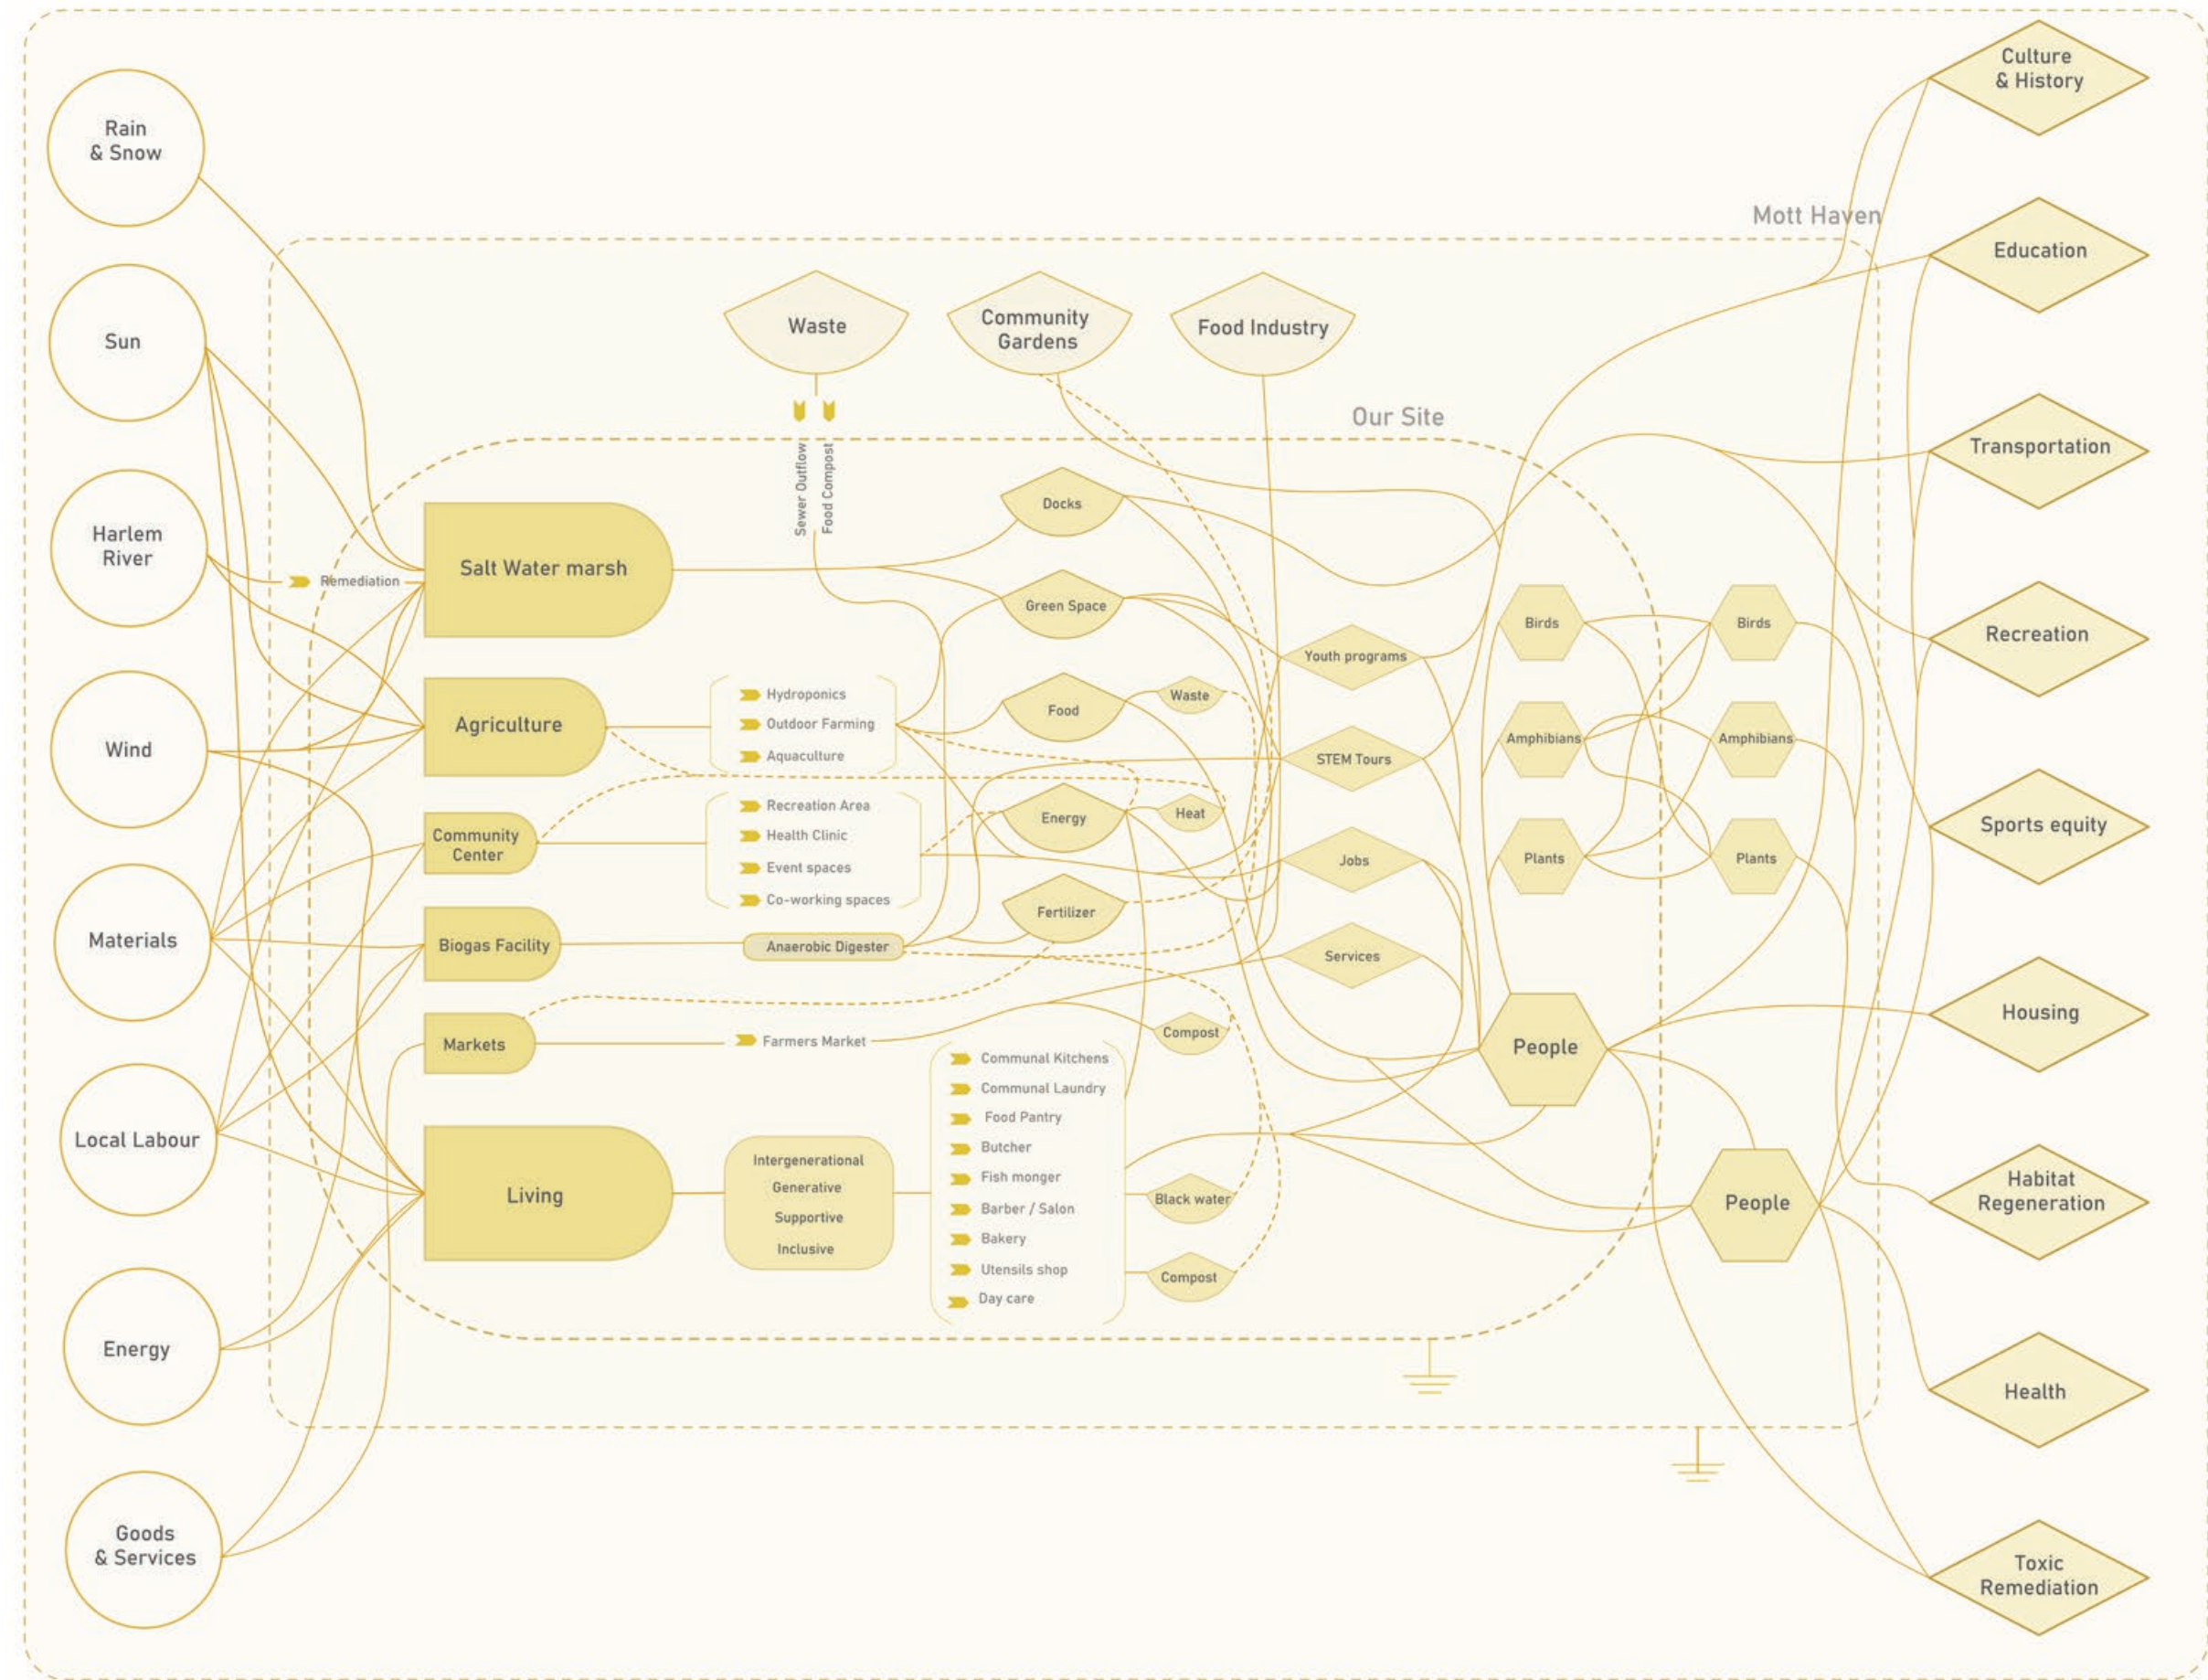 Rain
& Snow
Sun
Harlem
River
Wind
Materials
Local Labour
Energy
Goods
& Services
Mott Haven
Our Site
Waste
Community
Gardens
Food Industry
Sewer Outflow
Food Compost
Remediation
Salt Water marsh
Agriculture
Community
Center
Biogas Facility
Markets
Living
Hydroponics
Outdoor Farming
Aquaculture
Recreation Area
Health Clinic
Event spaces
Co-working spaces
Anaerobic Digester
Farmers Market
Intergenerational
Generative
Supportive
Inclusive
Communal Kitchens
Communal Laundry
Food Pantry
Butcher
Fish monger
Barber / Salon
Bakery
Utensils shop
Day care
Docks
Green Space
Food
Energy
Fertilizer
Waste
Heat
Compost
Black water
Compost
Youth programs
STEM Tours
Jobs
Services
Birds
Amphibians
Plants
People
Birds
Amphibians
Plants
People
Culture
& History
Education
Transportation
Recreation
Sports equity
Housing
Habitat
Regeneration
Health
Toxic
Remediation